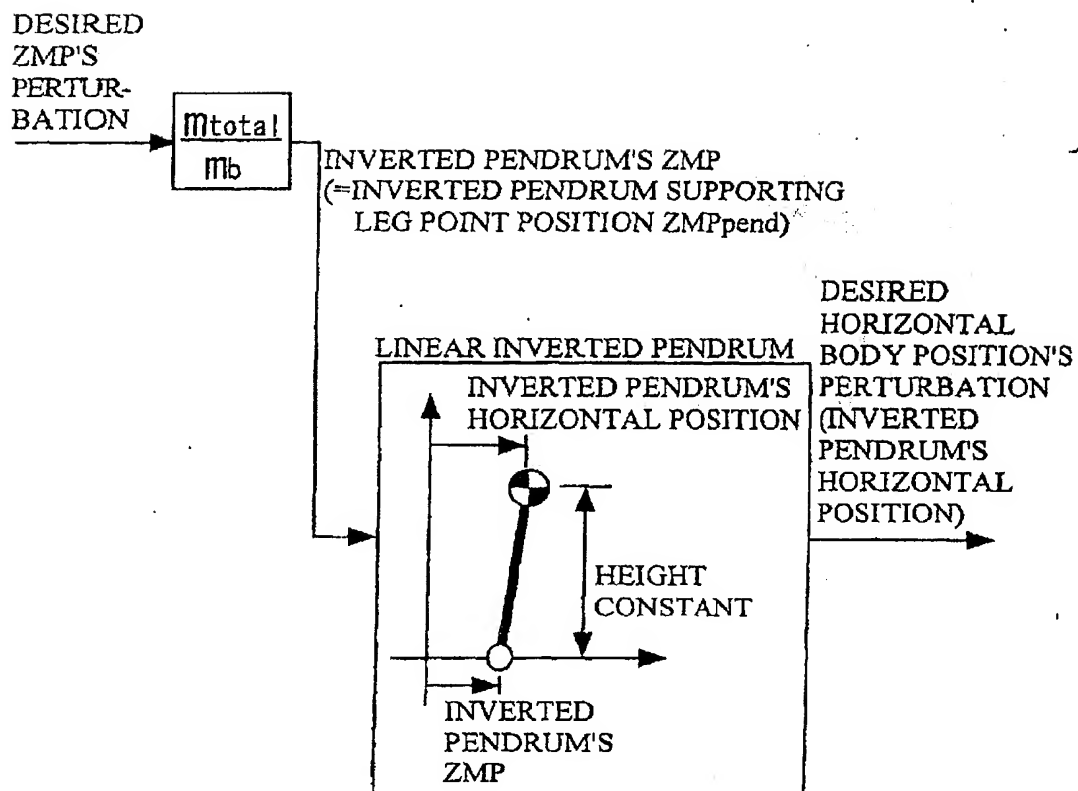 DESIRED
ZMP'S
PERTUR-
BATION
mtotal
mb
INVERTED PENDRUM'S ZMP
(=INVERTED PENDRUM SUPPORTING
LEG POINT POSITION ZMPpend)
DESIRED
HORIZONTAL
BODY POSITION'S
PERTURBATION
(INVERTED
PENDRUM'S
HORIZONTAL
POSITION)
LINEAR INVERTED PENDRUM
INVERTED PENDRUM'S
HORIZONTAL POSITION
HEIGHT
CONSTANT
INVERTED
PENDRUM'S
ZMP